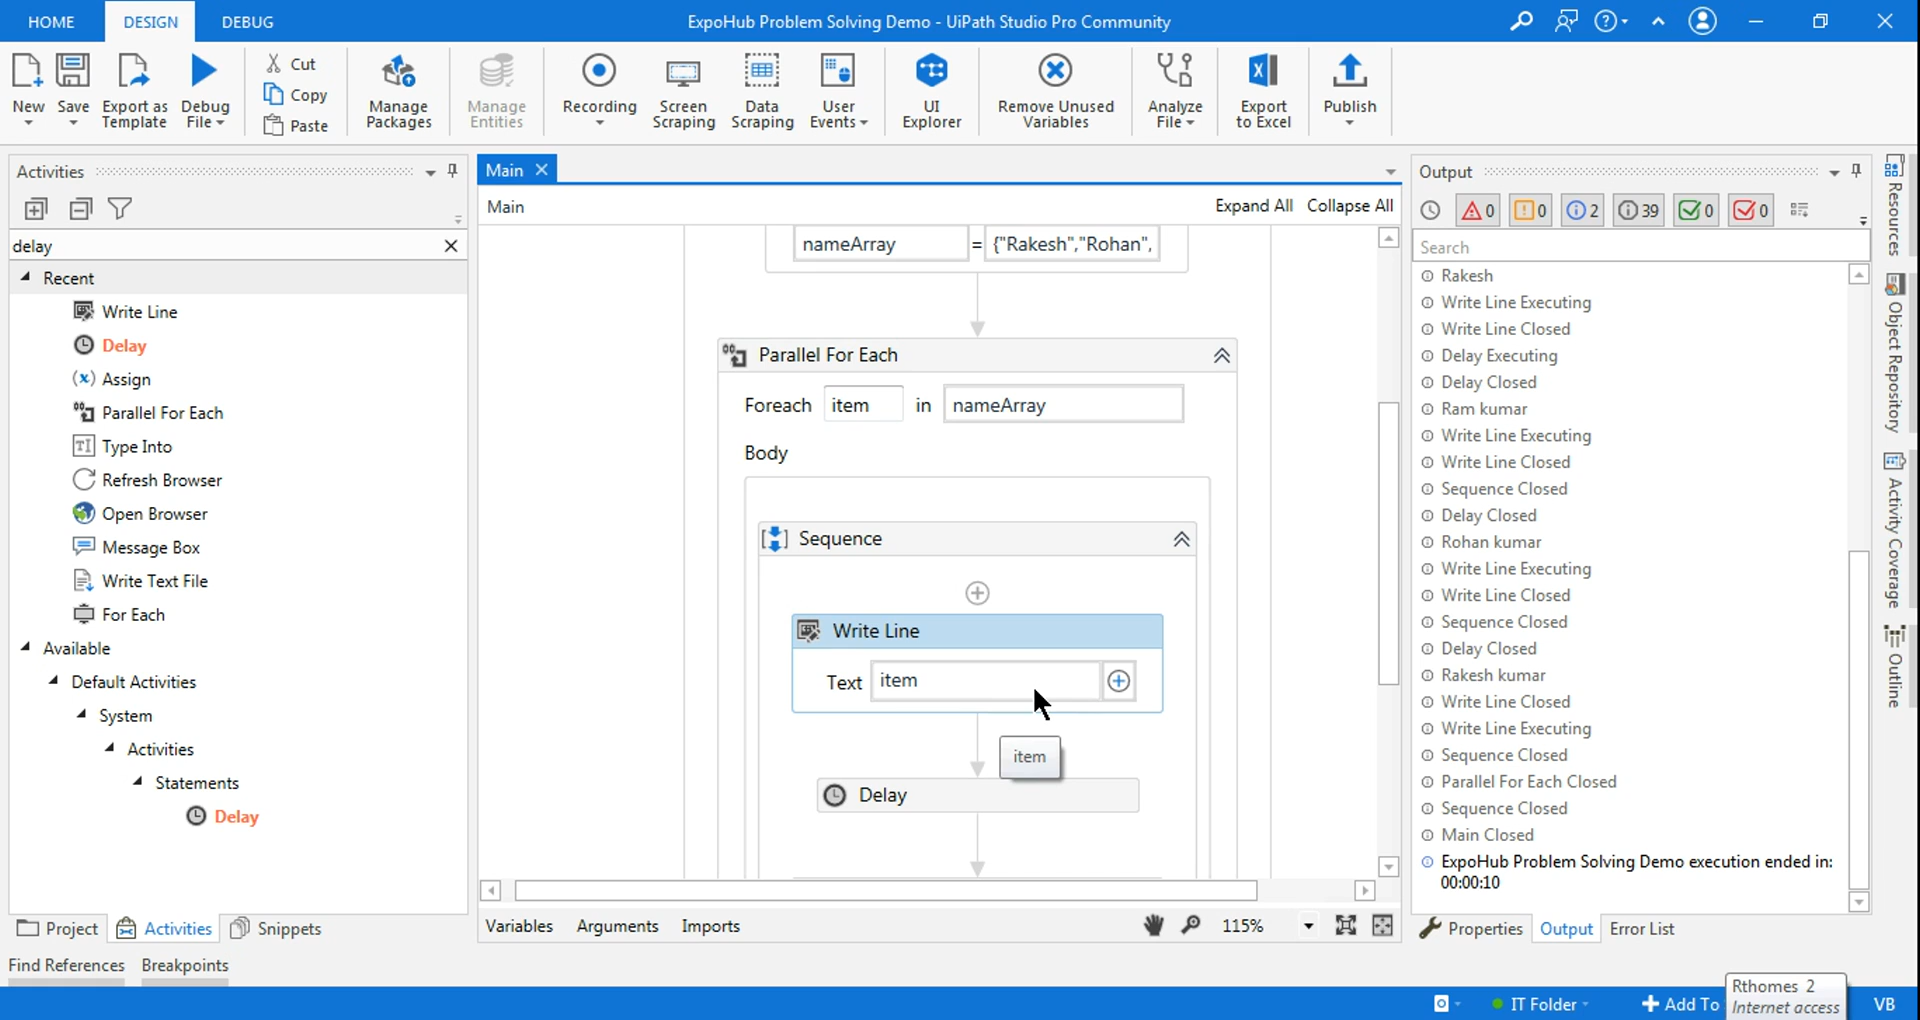 HOME DESIGN DEBUG ExpoHub Problem Solving Demo - UiPath Studio Pro Community
New Save Export as Template Debug File Cut Copy Paste Manage Packages Manage Entities Recording Screen Scraping Data Scraping User Events UI Explorer Remove Unused Variables Analyze File Export to Excel Publish
Activities
delay
Recent
Write Line
Delay
Assign
Parallel For Each
Type Into
Refresh Browser
Open Browser
Message Box
Write Text File
For Each
Available
Default Activities
System
Activities
Statements
Delay
Project Activities Snippets
Find References Breakpoints
Main
Main Expand All Collapse All
nameArray = {"Rakesh","Rohan",
Parallel For Each
Foreach item in nameArray
Body
Sequence
Write Line
Text item
item
Delay
Variables Arguments Imports 115%
Output
0 0 2 39 0 0
Search
Rakesh
Write Line Executing
Write Line Closed
Delay Executing
Delay Closed
Ram kumar
Write Line Executing
Write Line Closed
Sequence Closed
Delay Closed
Rohan kumar
Write Line Executing
Write Line Closed
Sequence Closed
Delay Closed
Rakesh kumar
Write Line Closed
Write Line Executing
Sequence Closed
Parallel For Each Closed
Sequence Closed
Main Closed
ExpoHub Problem Solving Demo execution ended in:
00:00:10
Properties Output Error List
Resources
Object Repository
Activity Coverage
Outline
Rthomes 2
Internet access
IT Folder Add To VB